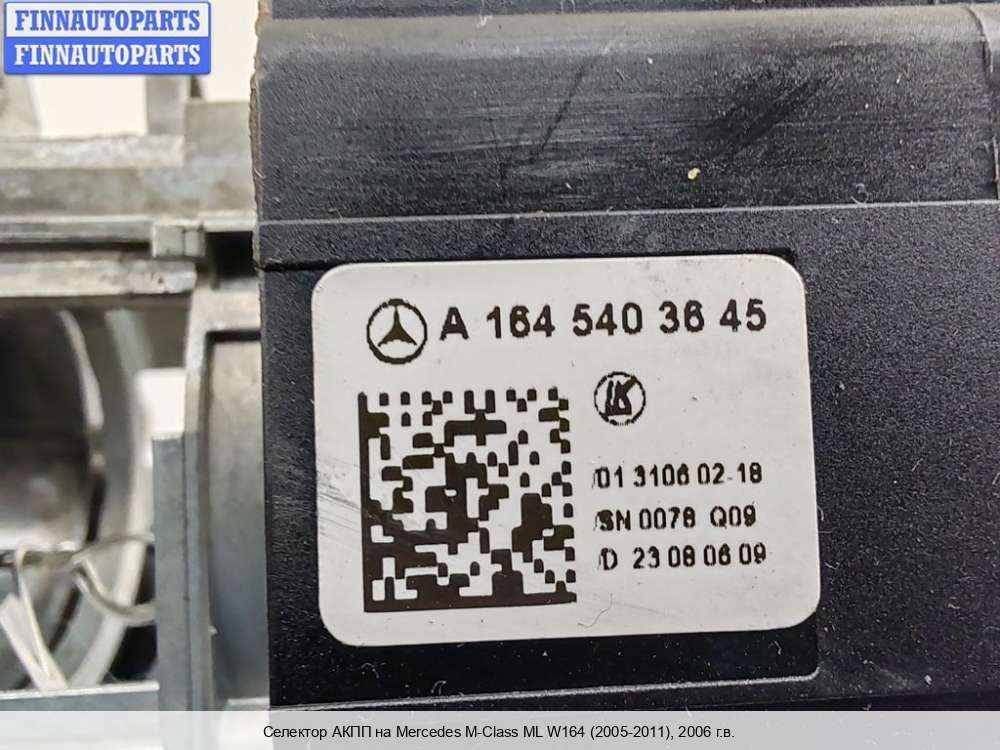 FINNAUTOPARTS
FINNAUTOPARTS
A 164 540 36 45
01 3106 02-18
SN 0078 Q09
D 23 08 06 09
Селектор АКПП на Mercedes M-Class ML W164 (2005-2011), 2006 г.в.